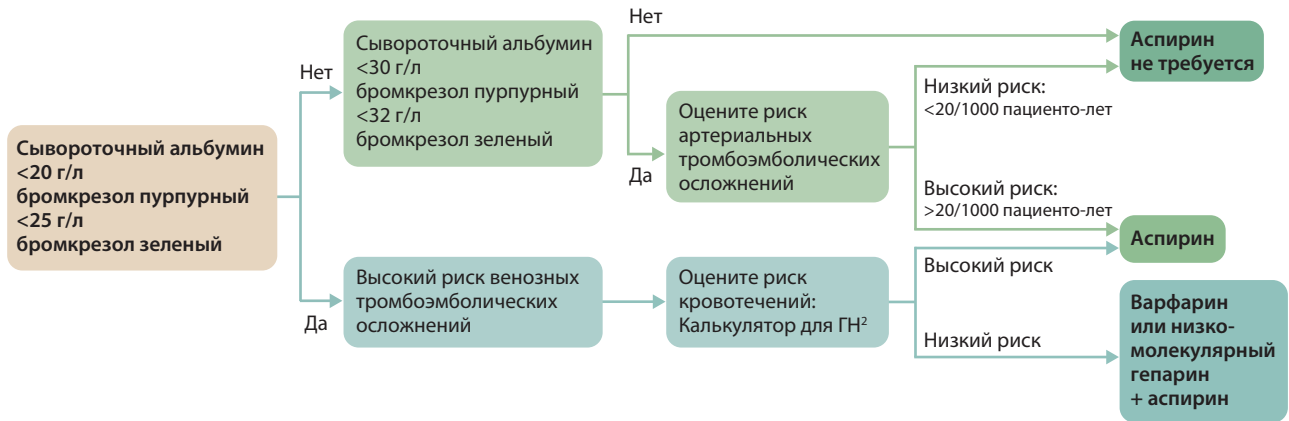 Сывороточный альбумин
<20 г/л
бромкрезол пурпурный
<25 г/л
бромкрезол зеленый
Нет
Да
Сывороточный альбумин
<30 г/л
бромкрезол пурпурный
<32 г/л
бромкрезол зеленый
Нет
Да
Оцените риск
артериальных
тромбоэмболических
осложнений
Низкий риск:
<20/1000 пациенто-лет
Высокий риск:
>20/1000 пациенто-лет
Аспирин
не требуется
Высокий риск венозных
тромбоэмболических
осложнений
Оцените риск
кровотечений:
Калькулятор для ГН²
Высокий риск
Низкий риск
Аспирин
Варфарин
или низко-
молекулярный
гепарин
+ аспирин